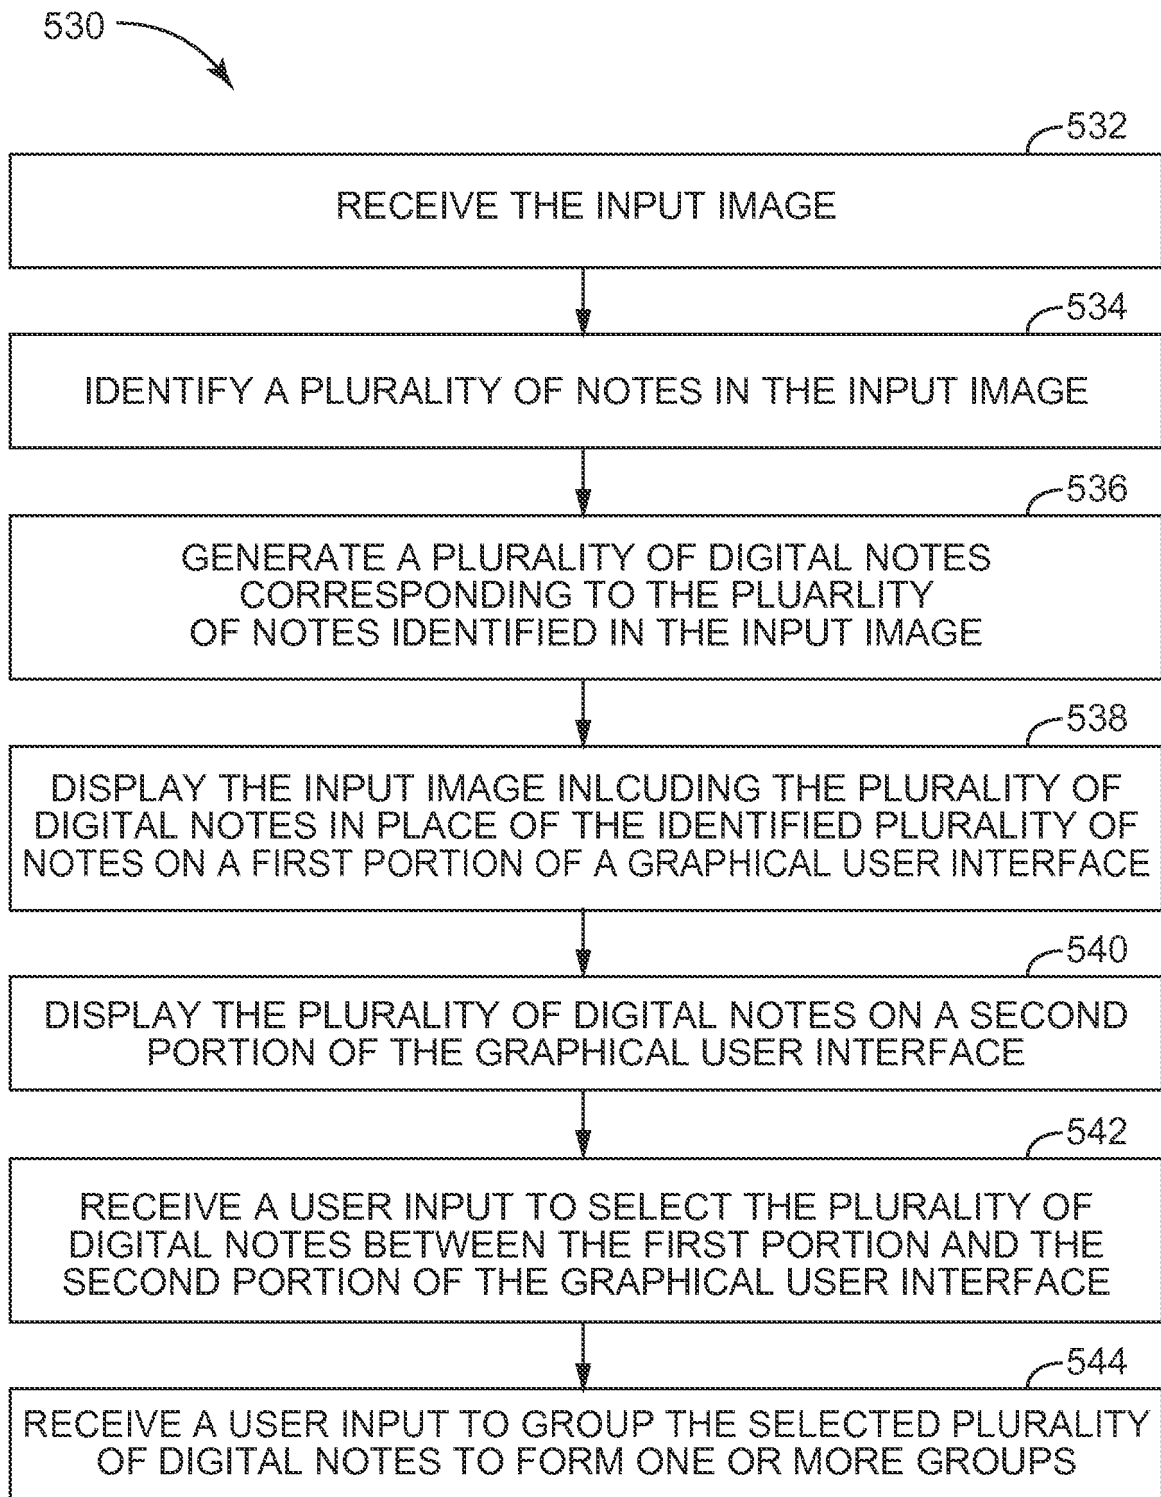 530
532
RECEIVE THE INPUT IMAGE
534
IDENTIFY A PLURALITY OF NOTES IN THE INPUT IMAGE
536
GENERATE A PLURALITY OF DIGITAL NOTES
CORRESPONDING TO THE PLUARLITY
OF NOTES IDENTIFIED IN THE INPUT IMAGE
538
DISPLAY THE INPUT IMAGE INLCUDING THE PLURALITY OF
DIGITAL NOTES IN PLACE OF THE IDENTIFIED PLURALITY OF
NOTES ON A FIRST PORTION OF A GRAPHICAL USER INTERFACE
540
DISPLAY THE PLURALITY OF DIGITAL NOTES ON A SECOND
PORTION OF THE GRAPHICAL USER INTERFACE
542
RECEIVE A USER INPUT TO SELECT THE PLURALITY OF
DIGITAL NOTES BETWEEN THE FIRST PORTION AND THE
SECOND PORTION OF THE GRAPHICAL USER INTERFACE
544
RECEIVE A USER INPUT TO GROUP THE SELECTED PLURALITY
OF DIGITAL NOTES TO FORM ONE OR MORE GROUPS